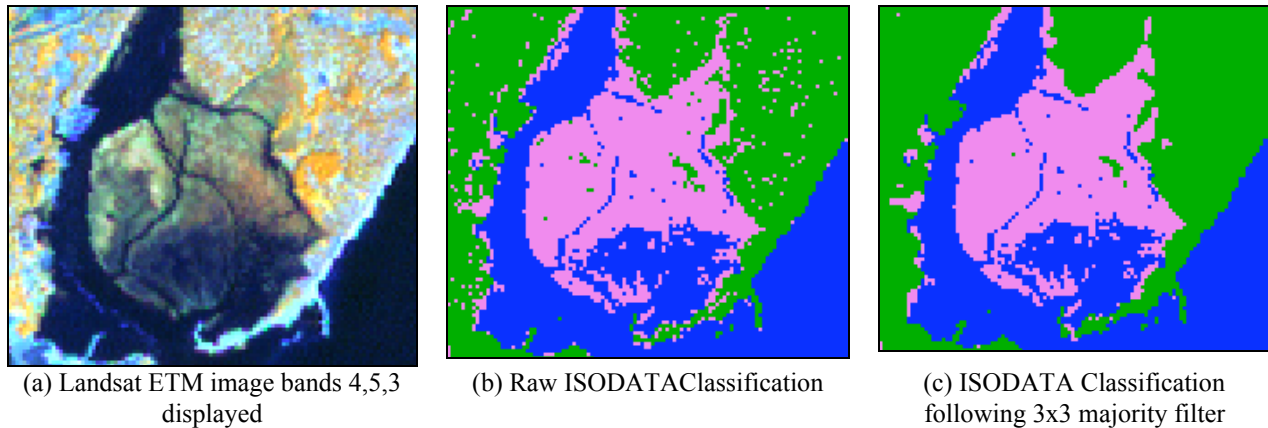 (a) Landsat ETM image bands 4,5,3
displayed
(b) Raw ISODATAClassification
(c) ISODATA Classification
following 3x3 majority filter